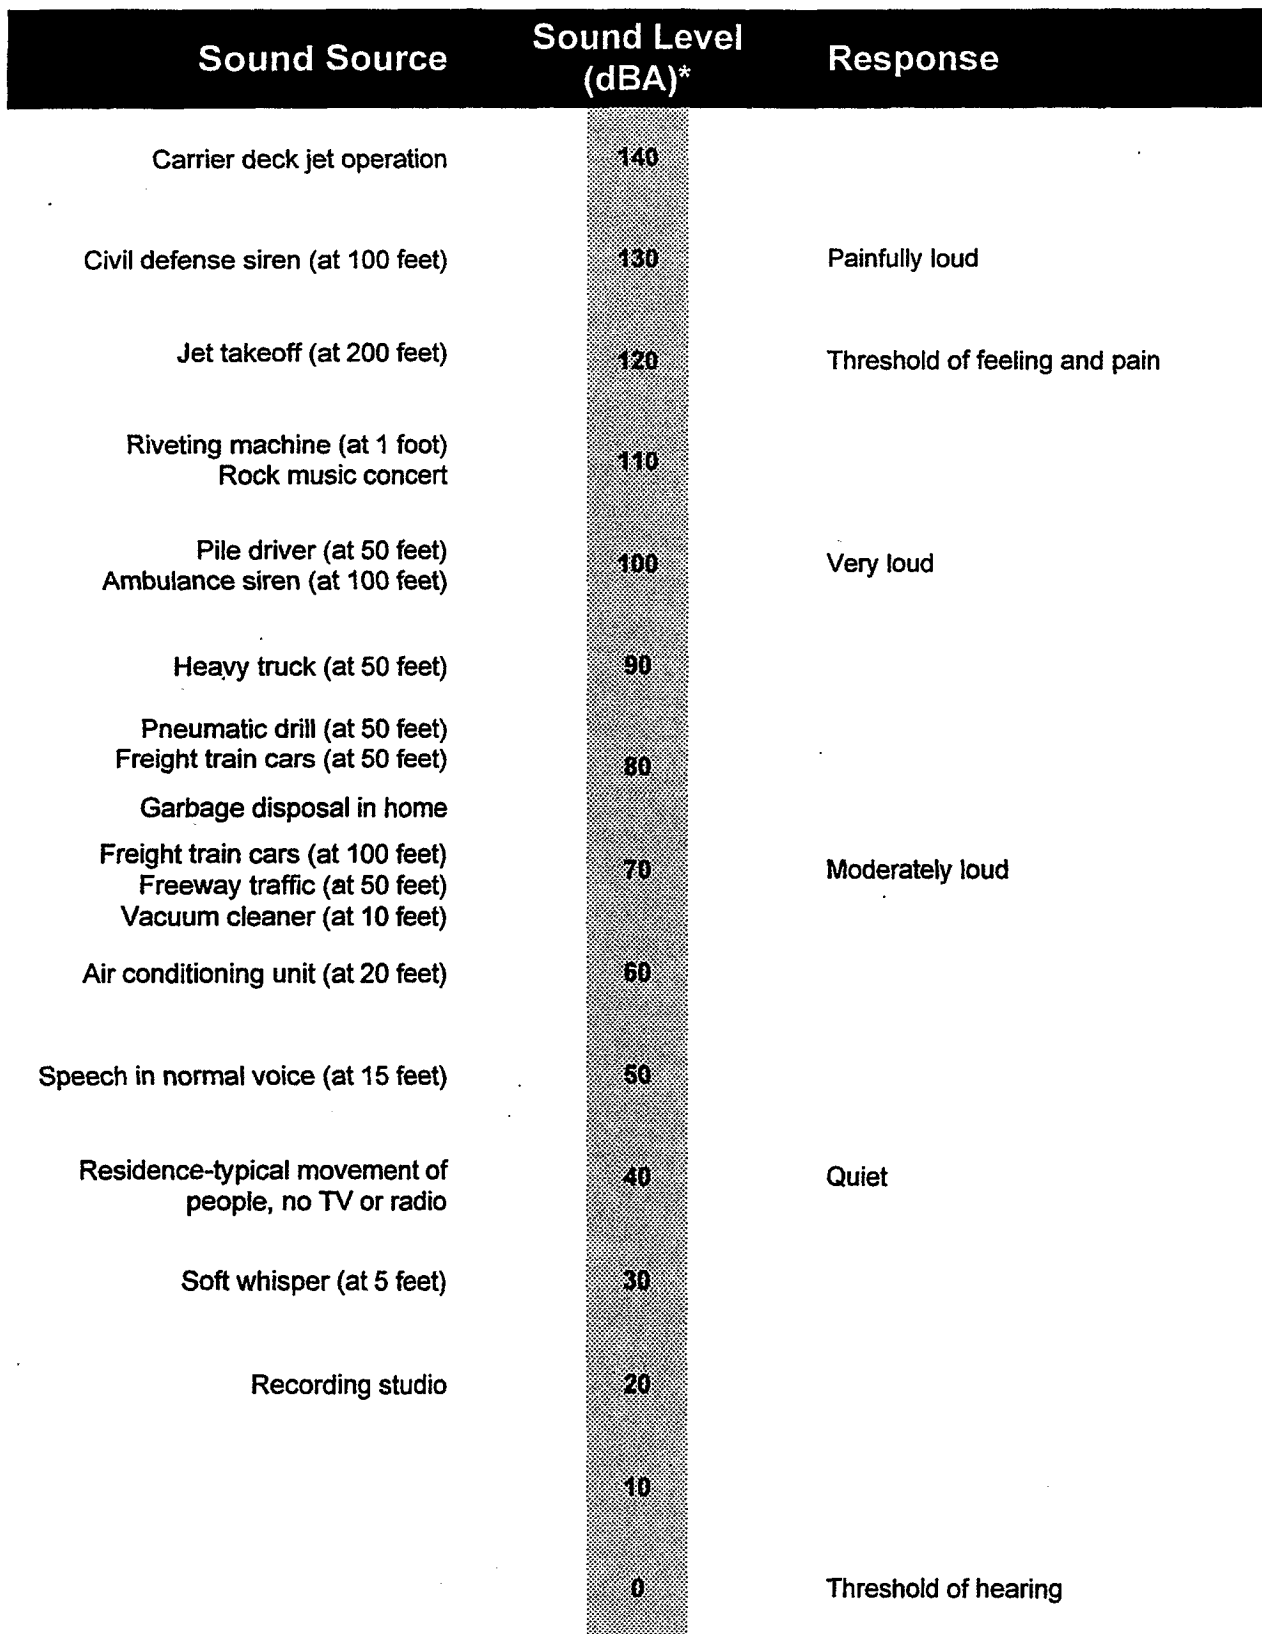 Sound Source
Sound Level
(dBA)*
Response
Carrier deck jet operation
140
Civil defense siren (at 100 feet)
130
Painfully loud
Jet takeoff (at 200 feet)
120
Threshold of feeling and pain
Riveting machine (at 1 foot)
Rock music concert
110
Pile driver (at 50 feet)
Ambulance siren (at 100 feet)
100
Very loud
Heavy truck (at 50 feet)
90
Pneumatic drill (at 50 feet)
Freight train cars (at 50 feet)
80
Garbage disposal in home
Freight train cars (at 100 feet)
Freeway traffic (at 50 feet)
Vacuum cleaner (at 10 feet)
70
Moderately loud
Air conditioning unit (at 20 feet)
60
Speech in normal voice (at 15 feet)
50
Residence-typical movement of
people, no TV or radio
40
Quiet
Soft whisper (at 5 feet)
30
Recording studio
20
10
0
Threshold of hearing